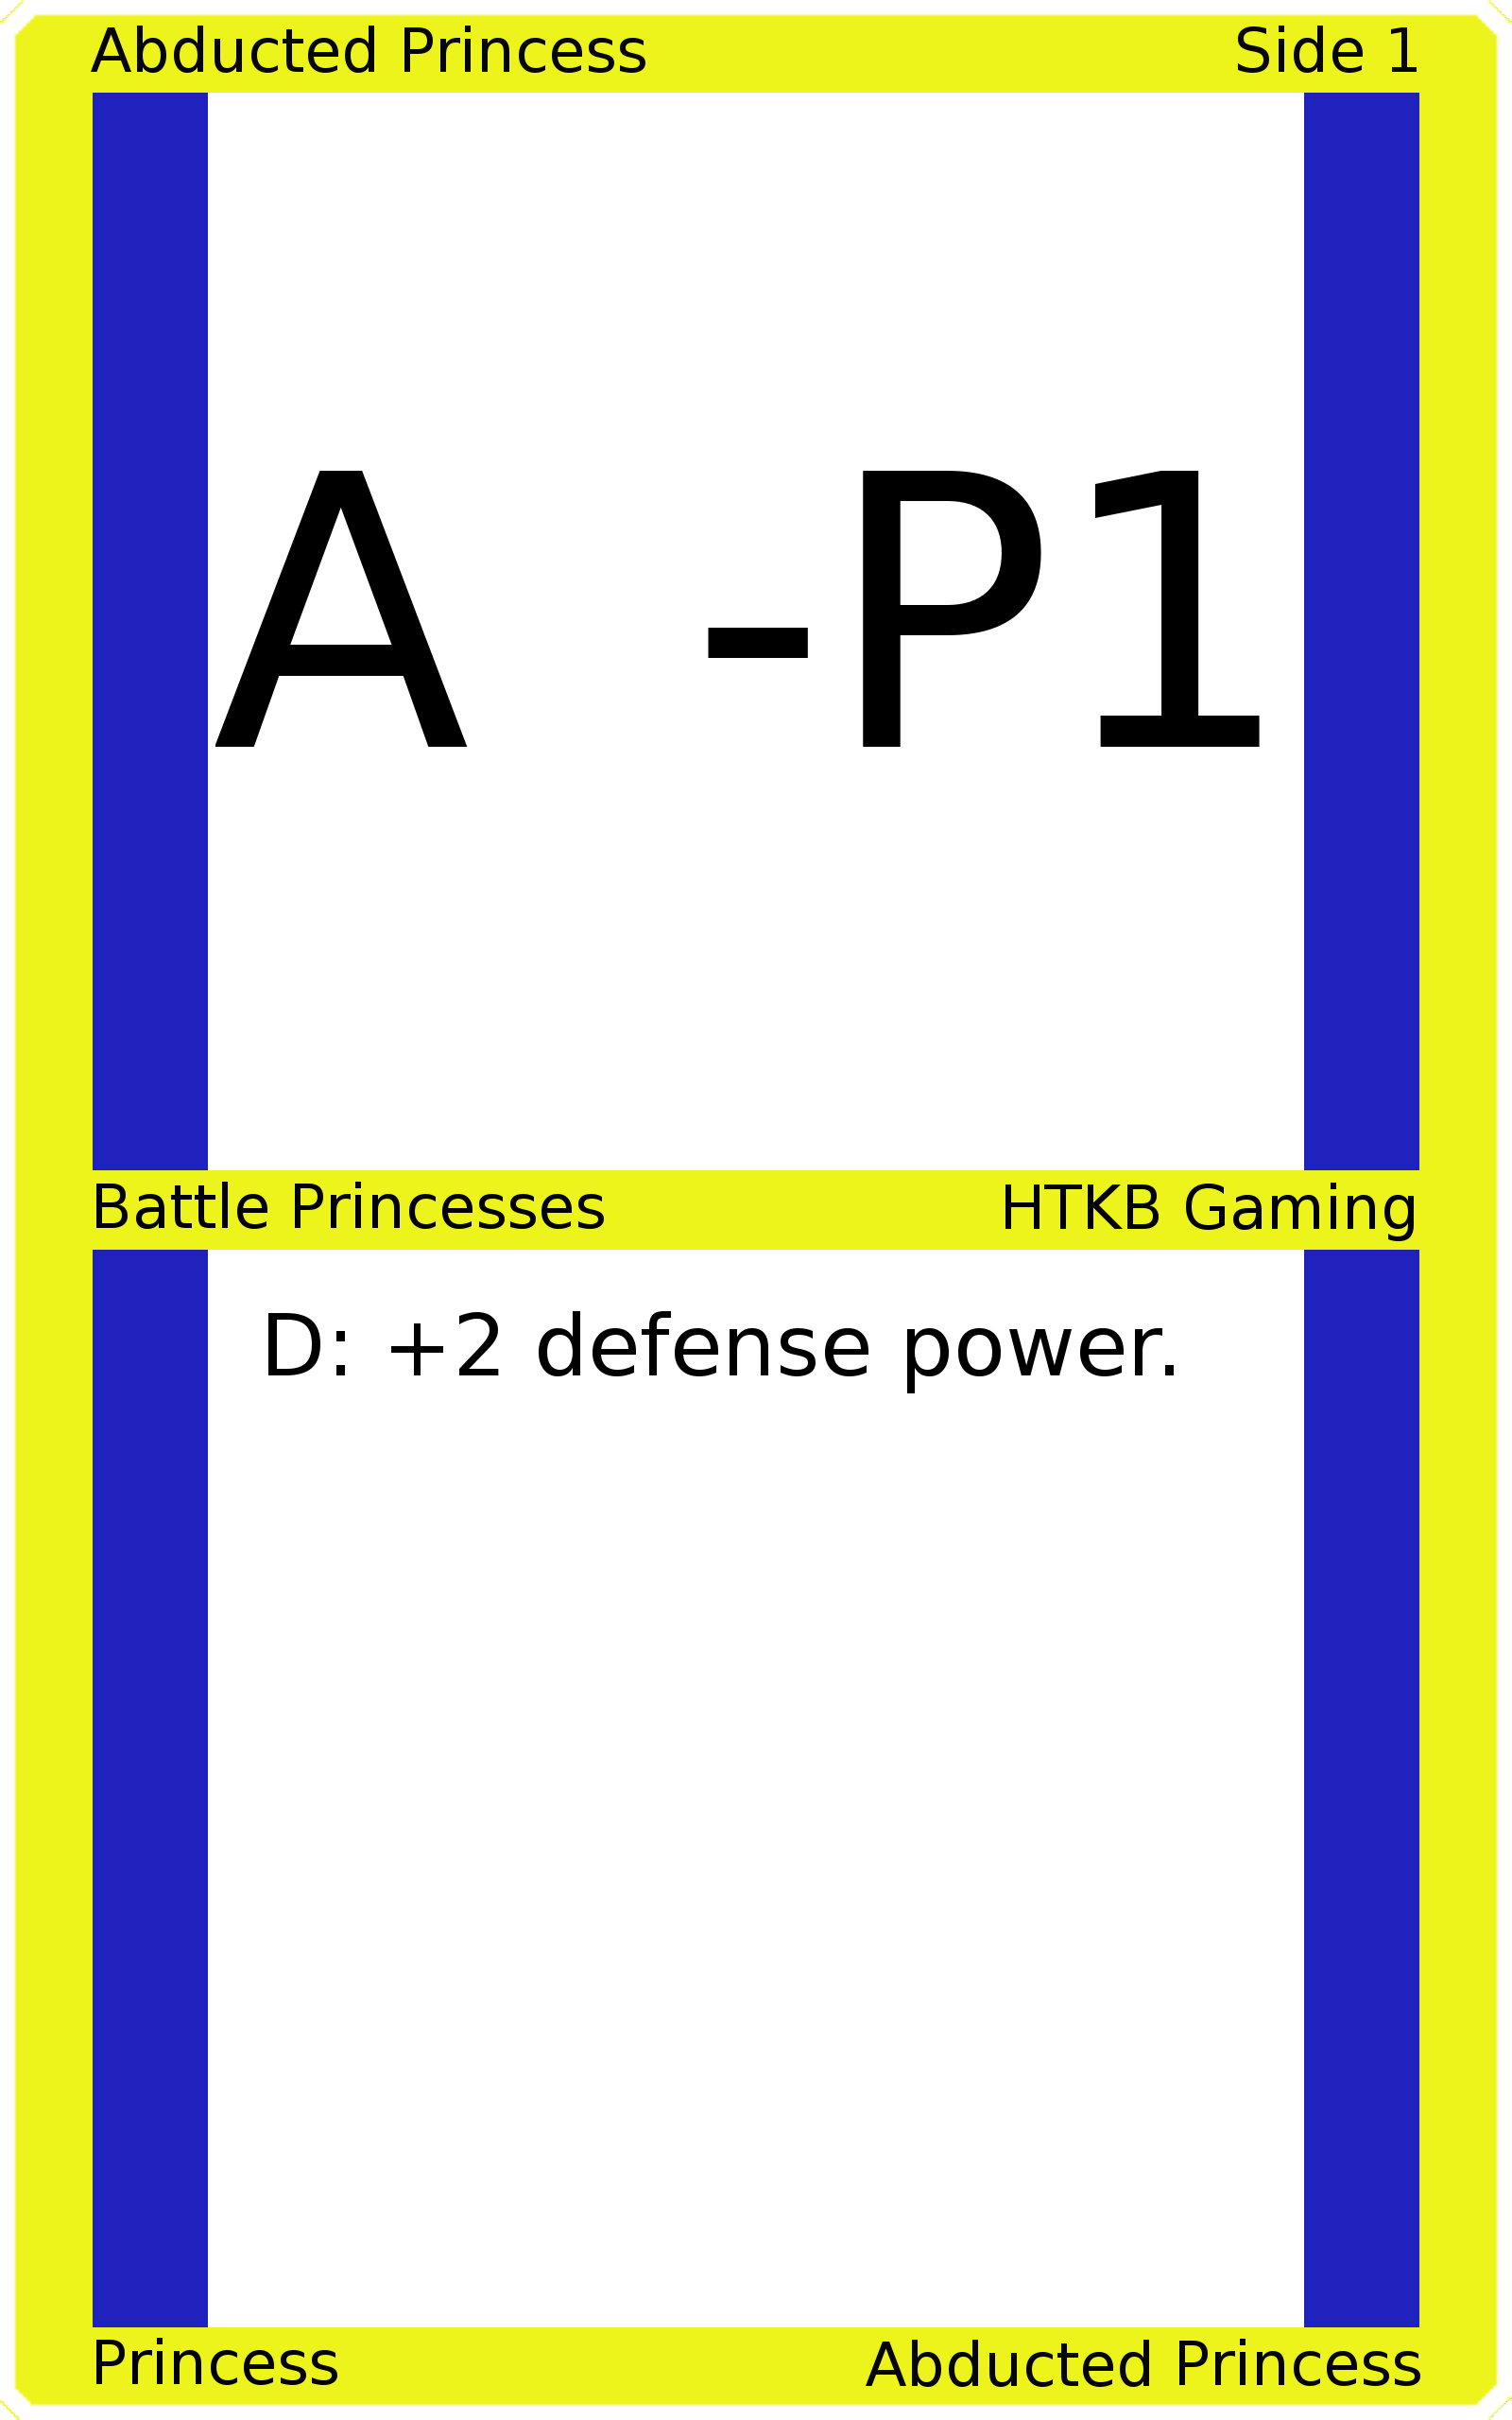 Abducted Princess Side 1
A -P1
Battle Princesses HTKB Gaming
D: +2 defense power.
Princess Abducted Princess